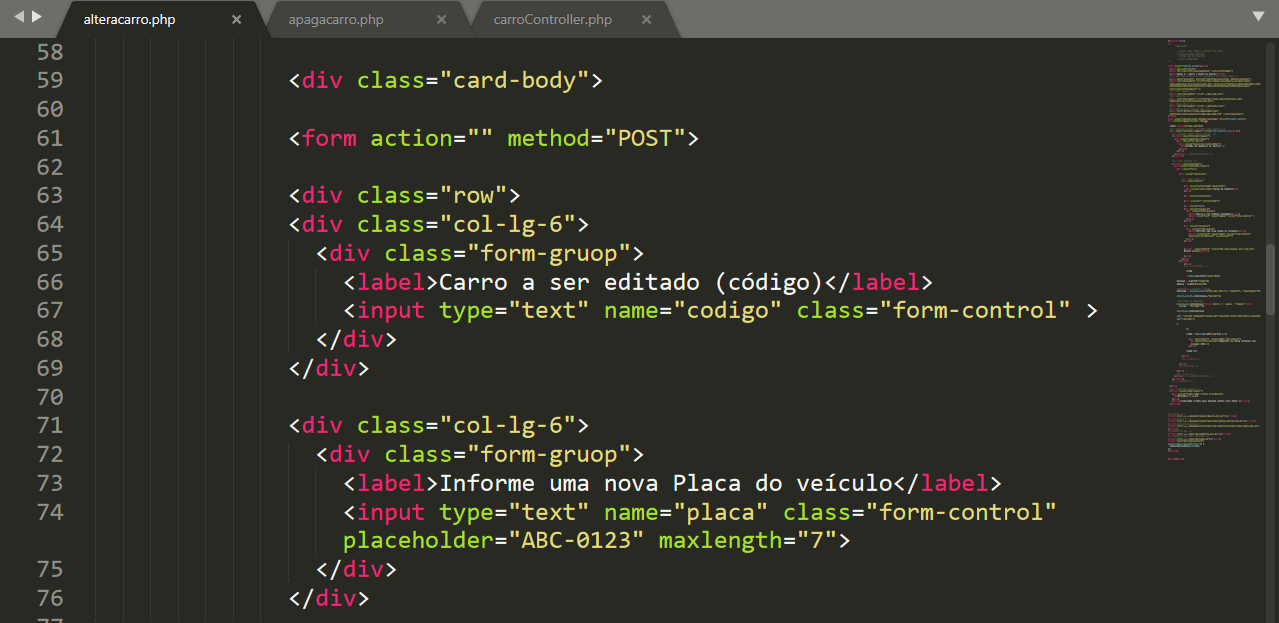 alteracarro.php × apagacarro.php × carroController.php ×
58
59 <div class="card-body">
60
61 <form action="" method="POST">
62
63 <div class="row">
64 <div class="col-lg-6">
65 <div class="form-gruop">
66 <label>Carro a ser editado (código)</label>
67 <input type="text" name="codigo" class="form-control" >
68 </div>
69 </div>
70
71 <div class="col-lg-6">
72 <div class="form-gruop">
73 <label>Informe uma nova Placa do veículo</label>
74 <input type="text" name="placa" class="form-control"
placeholder="ABC-0123" maxlength="7">
75 </div>
76 </div>